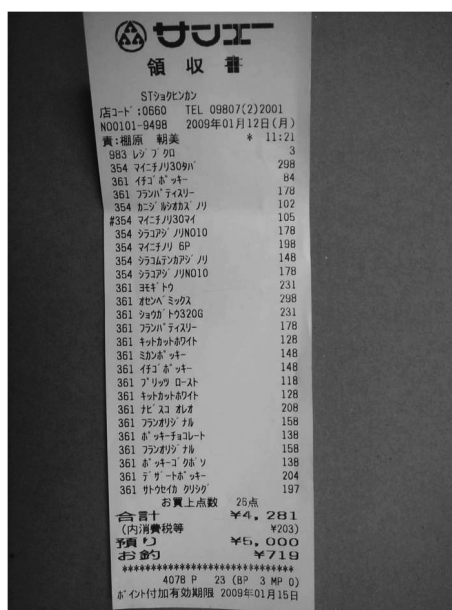 サンエー
領収書
STショクヒンカン
店コード:0660 TEL 09807(2)2001
NO0101-9498 2009年01月12日(月)
責:棚原 朝美 * 11:21
983 レジブクロ 3
354 マイニチノリ30タバ 298
361 イチゴポッキー 84
361 フランパティスリー 178
354 カニジルシオカズノリ 102
#354 マイニチノリ30マイ 105
354 シラコアジノリNO10 178
354 マイニチノリ 6P 198
354 シラコムテンカアジノリ 148
354 シラコアジノリNO10 178
361 ヨモギトウ 231
361 オセンベミックス 298
361 ショウガトウ320G 231
361 フランパティスリー 178
361 キットカットホワイト 128
361 ミカンポッキー 148
361 イチゴポッキー 148
361 プリッツ ロースト 118
361 キットカットホワイト 128
361 ナビスコ オレオ 208
361 フランオリジナル 158
361 ポッキーチョコレート 138
361 フランオリジナル 158
361 ポッキーゴクボソ 138
361 デザートポッキー 204
361 サトウセイカ クリシグ 197
お買上点数 26点
合計 ¥4,281
(内消費税等 ¥203)
預り ¥5,000
お釣 ¥719
******************************
4078 P 23 (BP 3 MP 0)
ポイント付加有効期限 2009年01月15日